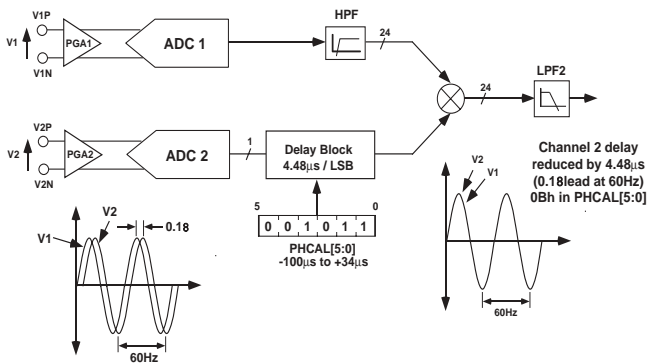 HPF
V1P
V1
PGA1
ADC 1
24
V1N
LPF2
24
V2P
V2
PGA2
ADC 2
1
Delay Block
4.48µs / LSB
V2N
Channel 2 delay
reduced by 4.48µs
(0.18lead at 60Hz)
0Bh in PHCAL[5:0]
V2
V1
5
0
0 0 1 0 1 1
PHCAL[5:0]
-100µs to +34µs
V2
V1
0.18
60Hz
60Hz